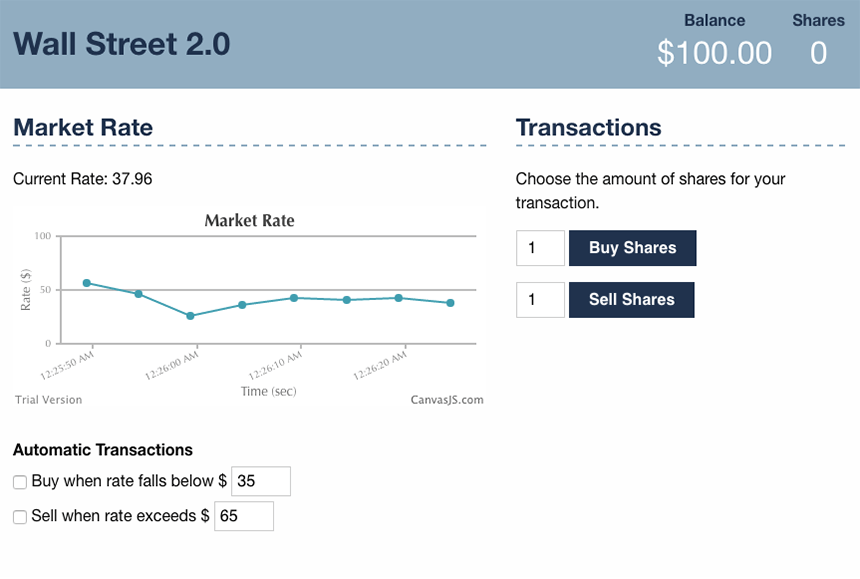 Wall Street 2.0
Balance
$100.00
Shares
0
Market Rate
Current Rate: 37.96
Market Rate
100
50
0
Rate ($)
12:25:50 AM
12:26:00 AM
12:26:10 AM
12:26:20 AM
Time (sec)
Trial Version
CanvasJS.com
Automatic Transactions
Buy when rate falls below $ 35
Sell when rate exceeds $ 65
Transactions
Choose the amount of shares for your
transaction.
1 Buy Shares
1 Sell Shares